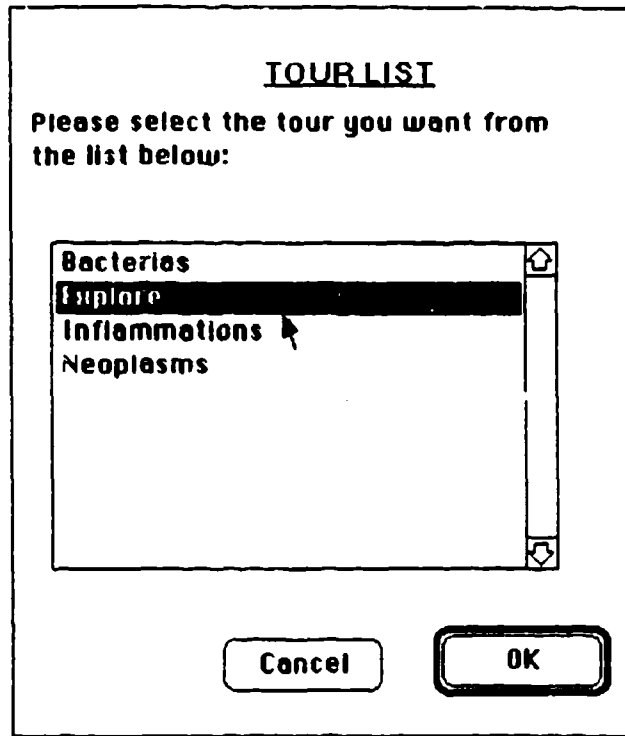 TOUR LIST
Please select the tour you want from
the list below:
Bacterias
Explore
Inflammations
Neoplasms
Cancel
OK